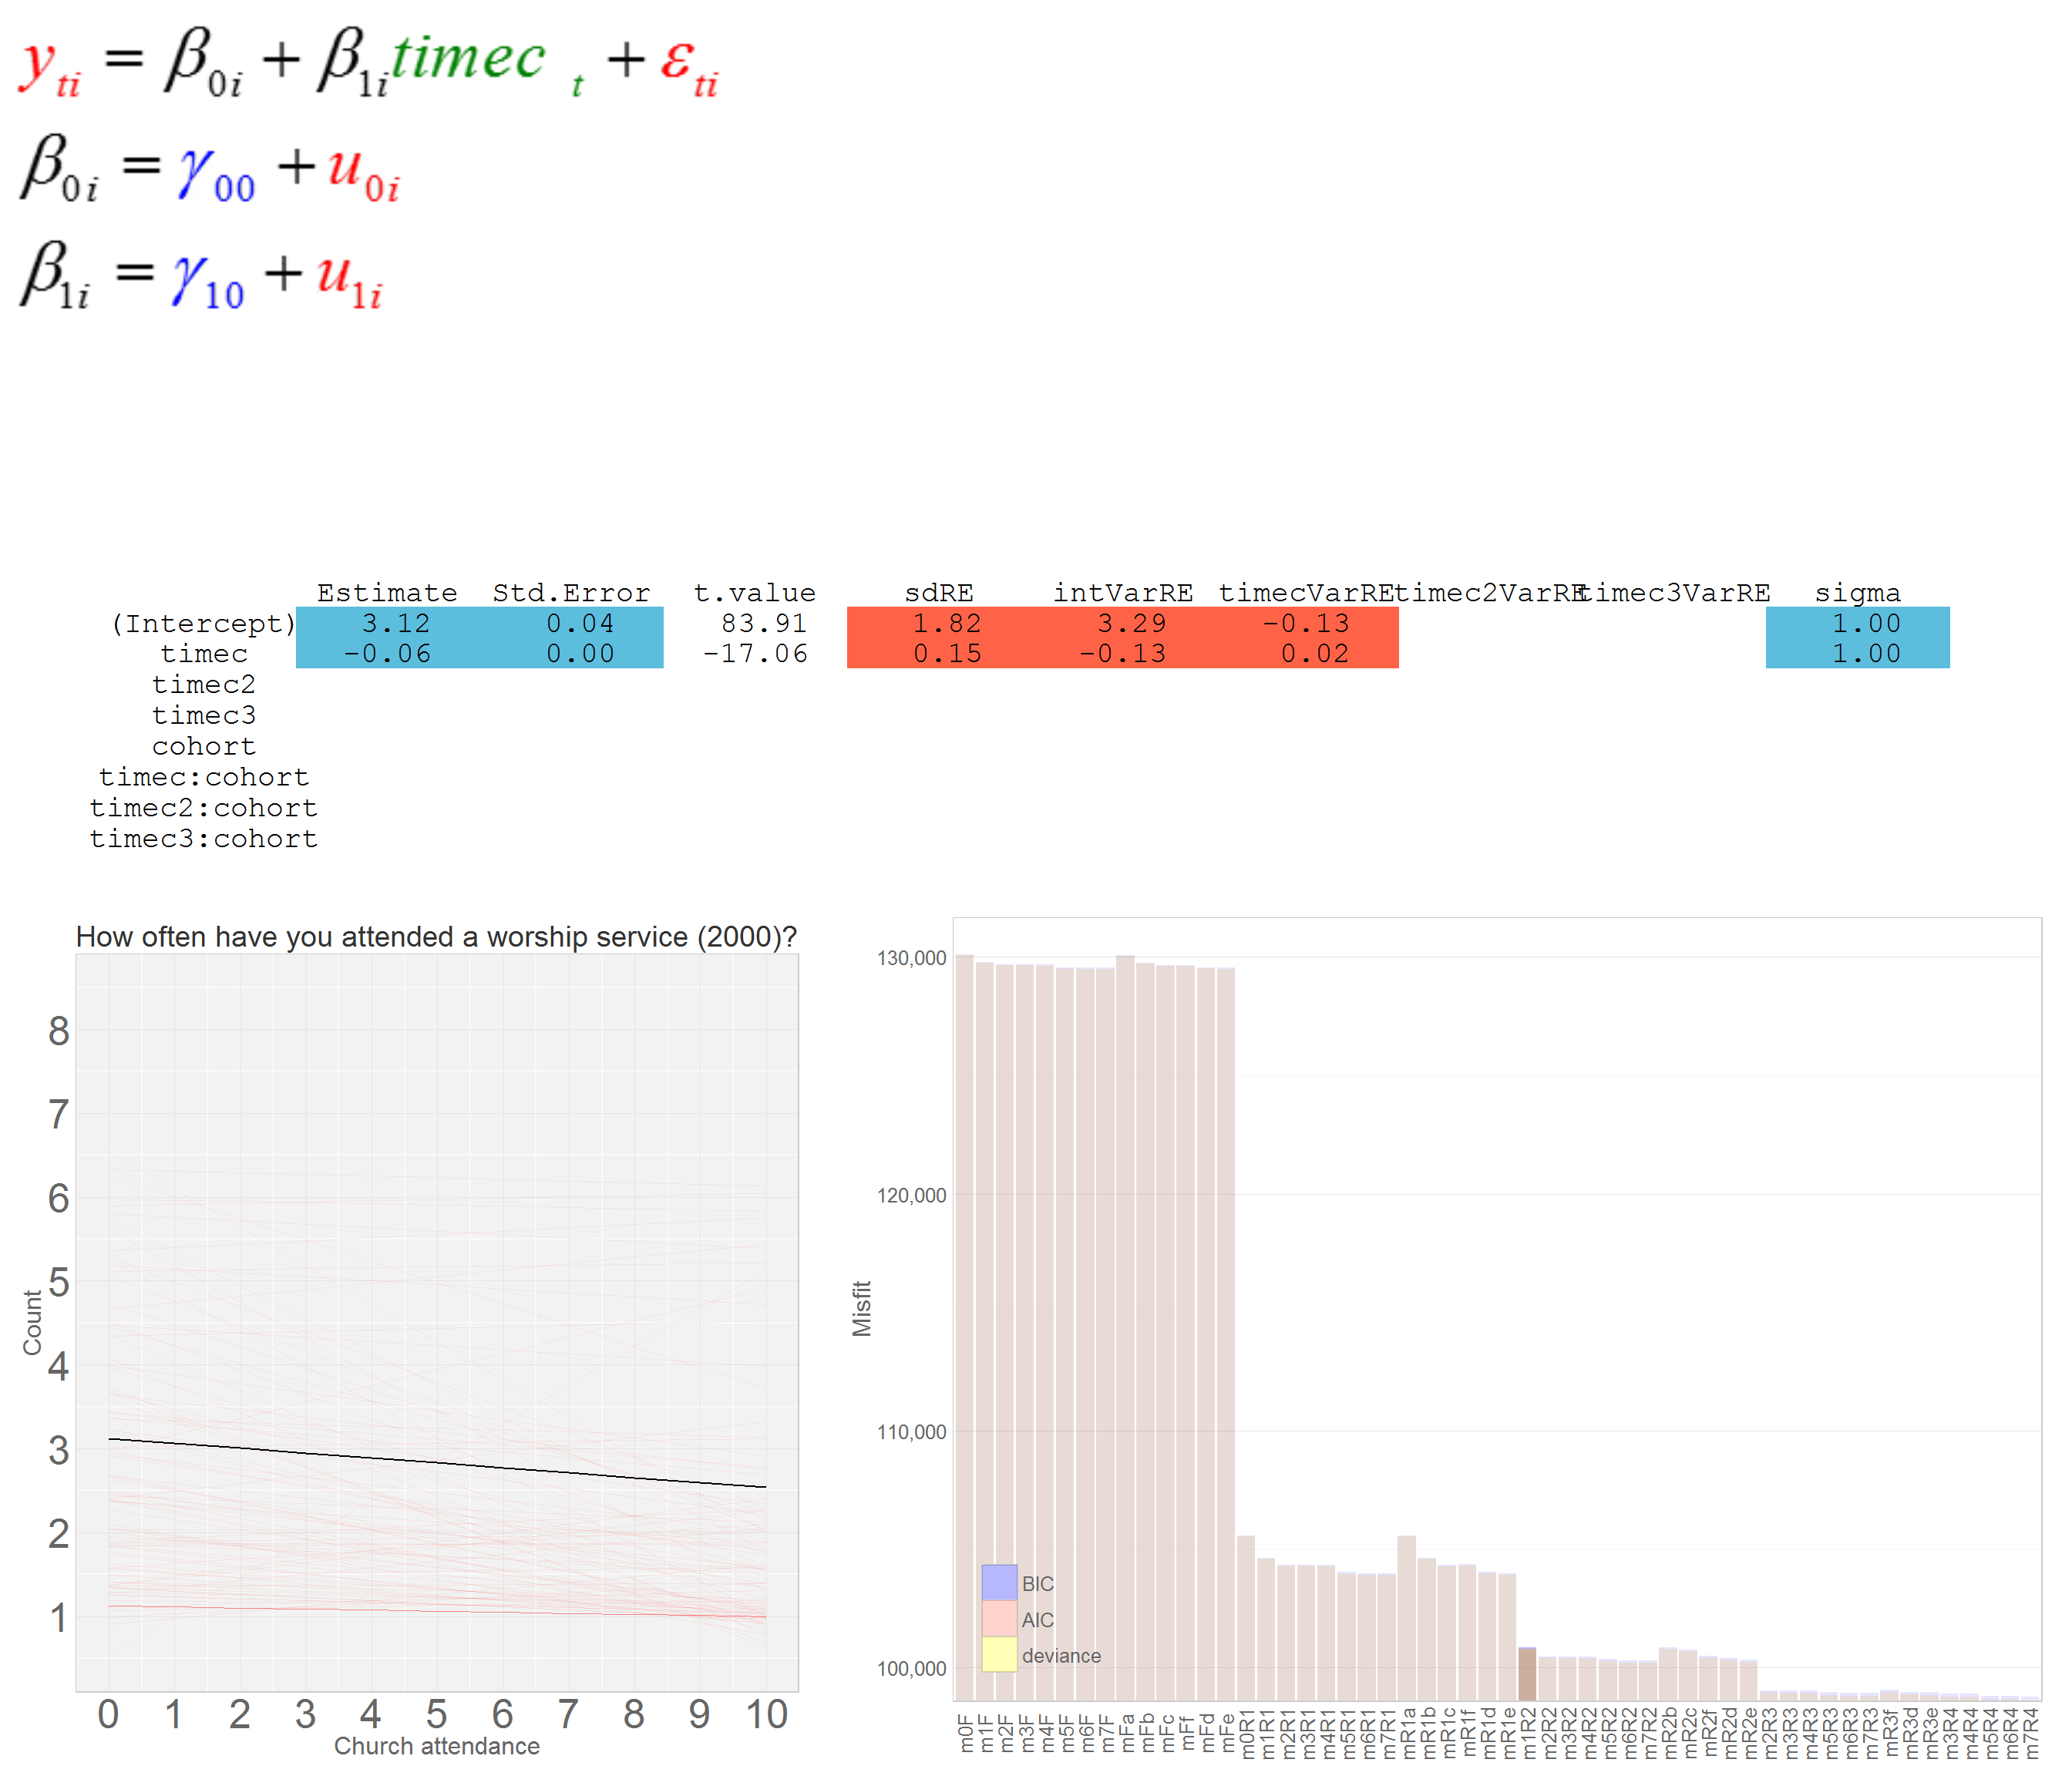 y_ti = β_0i + β_1i timec_t + ε_ti
β_0i = γ_00 + u_0i
β_1i = γ_10 + u_1i
Estimate Std.Error t.value sdRE intVarRE timecVarRE timec2VarRE timec3VarRE sigma
(Intercept) 3.12 0.04 83.91 1.82 3.29 -0.13 1.00
timec -0.06 0.00 -17.06 0.15 -0.13 0.02 1.00
timec2
timec3
cohort
timec:cohort
timec2:cohort
timec3:cohort
How often have you attended a worship service (2000)?
8
7
6
5
4
3
2
1
Count
0 1 2 3 4 5 6 7 8 9 10
Church attendance
130,000
120,000
110,000
100,000
Misfit
BIC
AIC
deviance
m0F m1F m2F m3F m4F m5F m6F m7F mFa mFb mFc mFf mFd mFe m0R1 m1R1 m2R1 m3R1 m4R1 m5R1 m6R1 m7R1 mR1a mR1b mR1c mR1f mR1d mR1e m1R2 m2R2 m3R2 m4R2 m5R2 m6R2 m7R2 mR2b mR2c mR2f mR2d mR2e m2R3 m3R3 m4R3 m5R3 m6R3 m7R3 mR3f mR3d mR3e m3R4 m4R4 m5R4 m6R4 m7R4